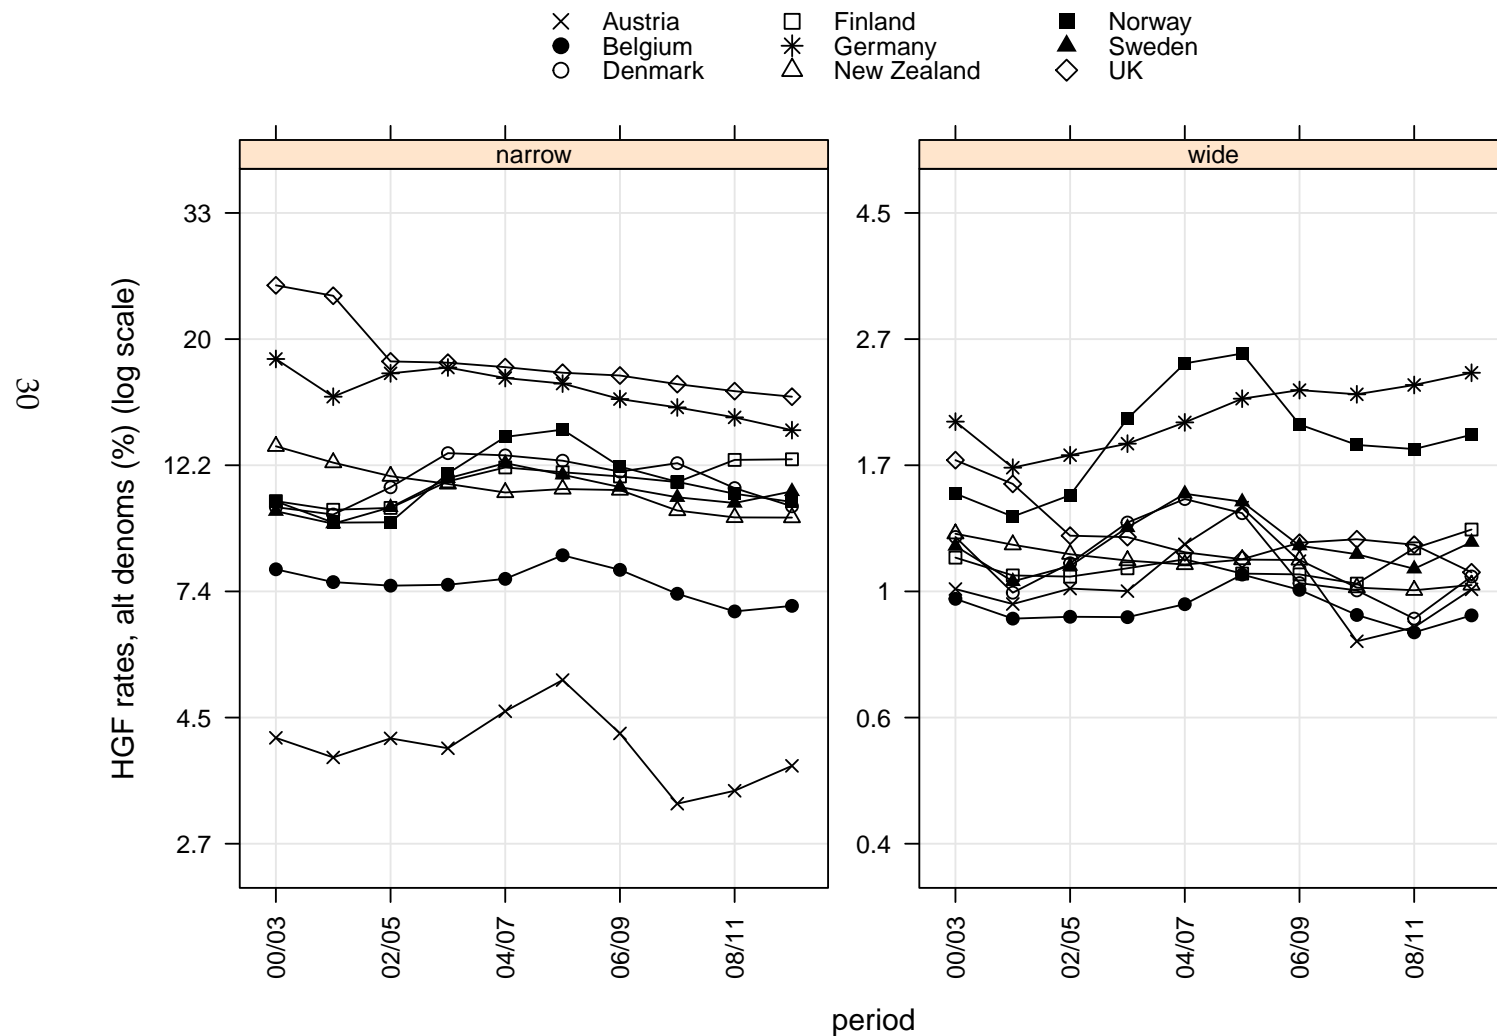 Austria Finland Norway
Belgium Germany Sweden
Denmark New Zealand UK
narrow wide
33 4.5
20 2.7
12.2 1.7
7.4 1
4.5 0.6
2.7 0.4
HGF rates, alt denoms (%) (log scale)
30
00/03 02/05 04/07 06/09 08/11 00/03 02/05 04/07 06/09 08/11
period